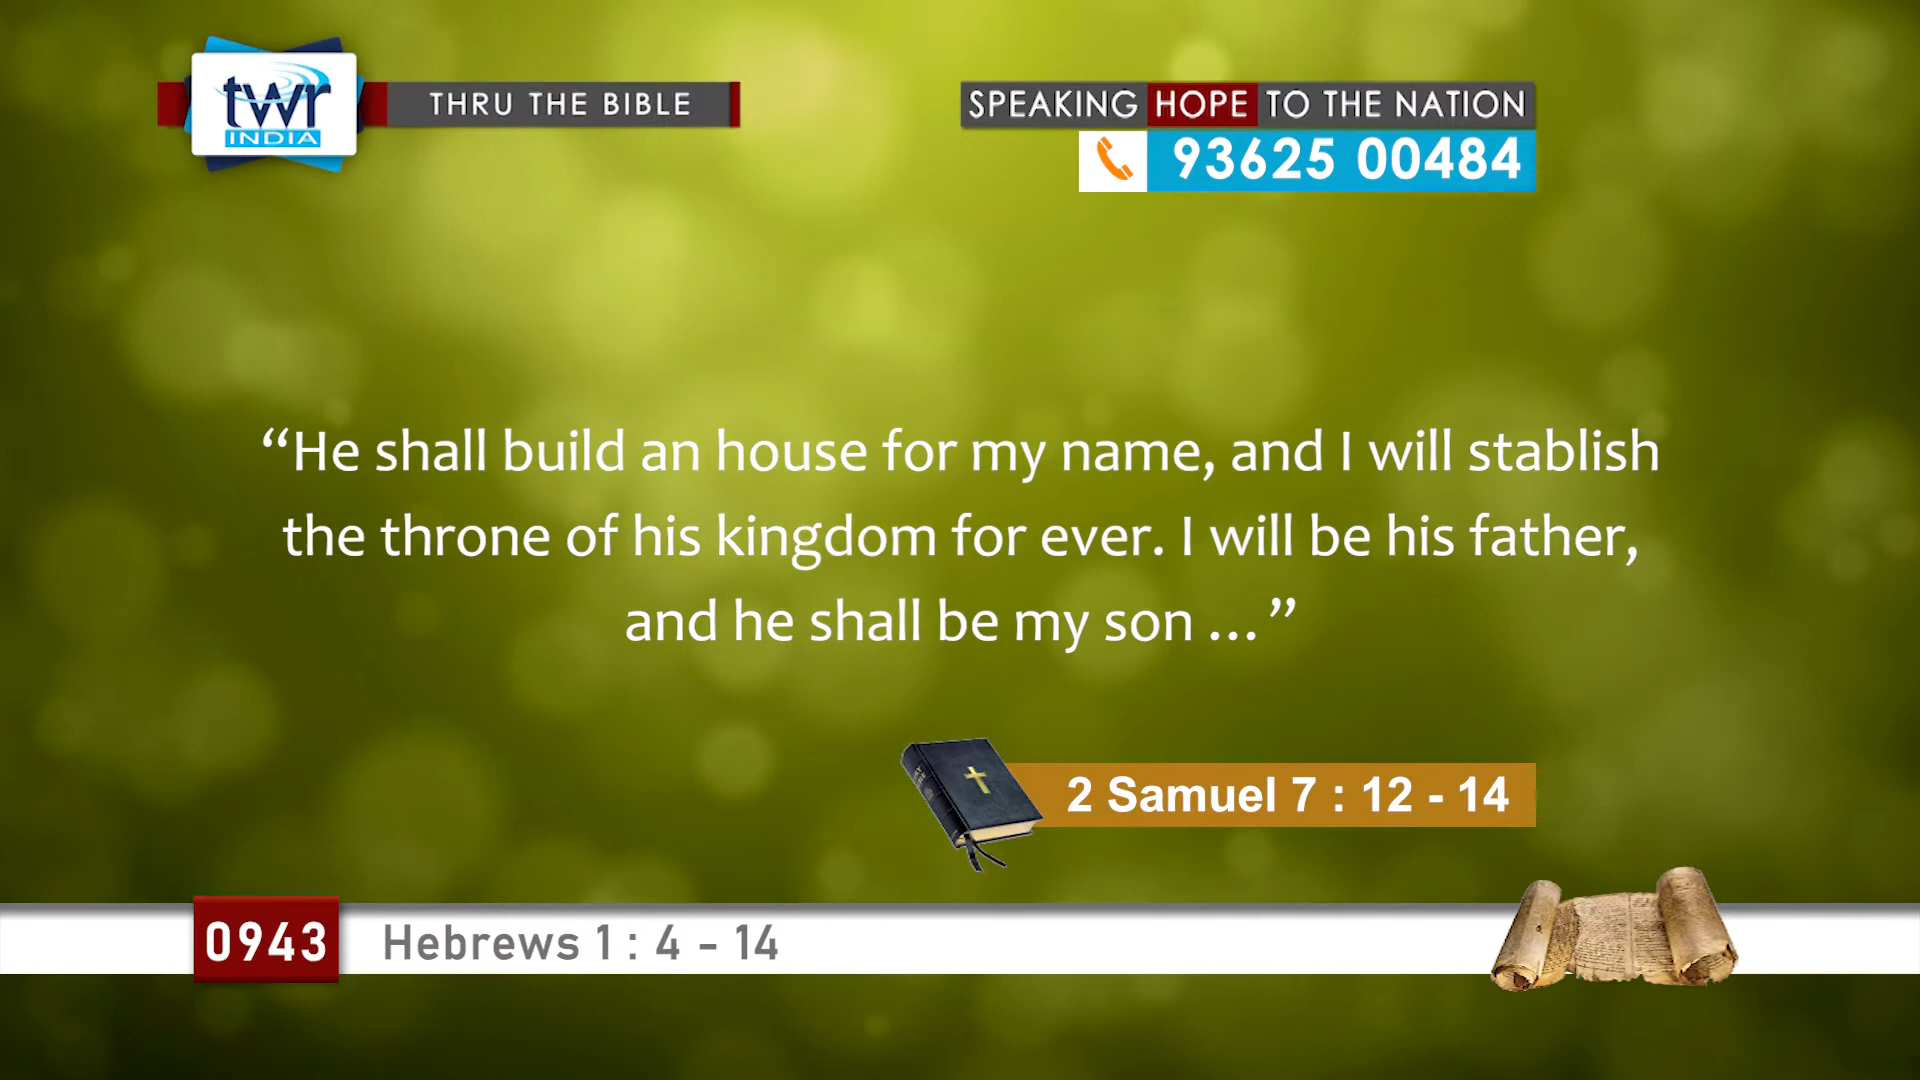 twr
INDIA
THRU THE BIBLE
SPEAKING HOPE TO THE NATION
93625 00484
“He shall build an house for my name, and I will stablish
the throne of his kingdom for ever. I will be his father,
and he shall be my son ...”
2 Samuel 7 : 12 - 14
0943
Hebrews 1 : 4 - 14